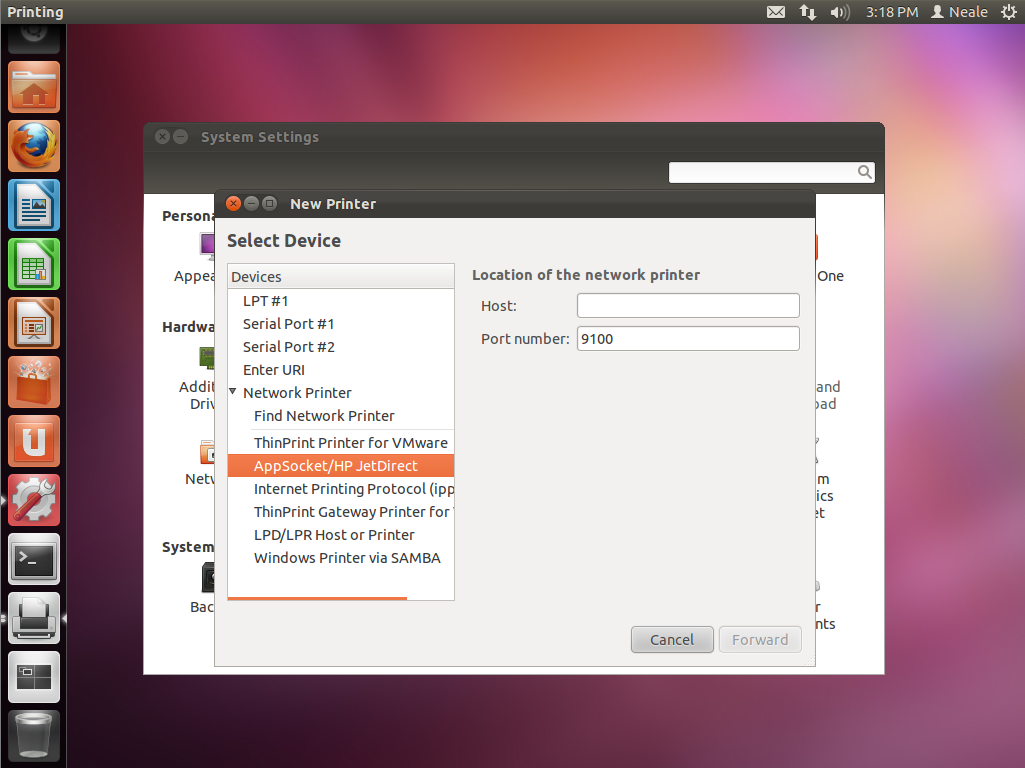 Printing
3:18 PM
Neale
System Settings
New Printer
Select Device
Devices
LPT #1
Serial Port #1
Serial Port #2
Enter URI
Network Printer
Find Network Printer
ThinPrint Printer for VMware
AppSocket/HP JetDirect
Internet Printing Protocol (ipp
ThinPrint Gateway Printer for
LPD/LPR Host or Printer
Windows Printer via SAMBA
Location of the network printer
Host:
Port number: 9100
Cancel
Forward
Persona
Appea
One
Hardwa
Addit
Driv
and
oad
Netw
m
ics
et
System
Bac
r
nts